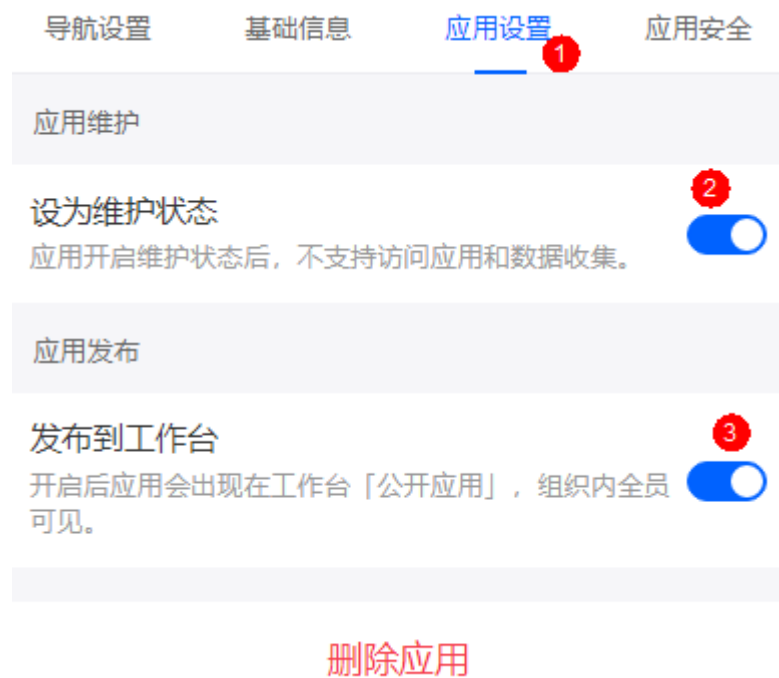 导航设置 基础信息 应用设置 应用安全
1
应用维护
2
设为维护状态
应用开启维护状态后，不支持访问应用和数据收集。
应用发布
发布到工作台
3
开启后应用会出现在工作台「公开应用」，组织内全员
可见。
删除应用